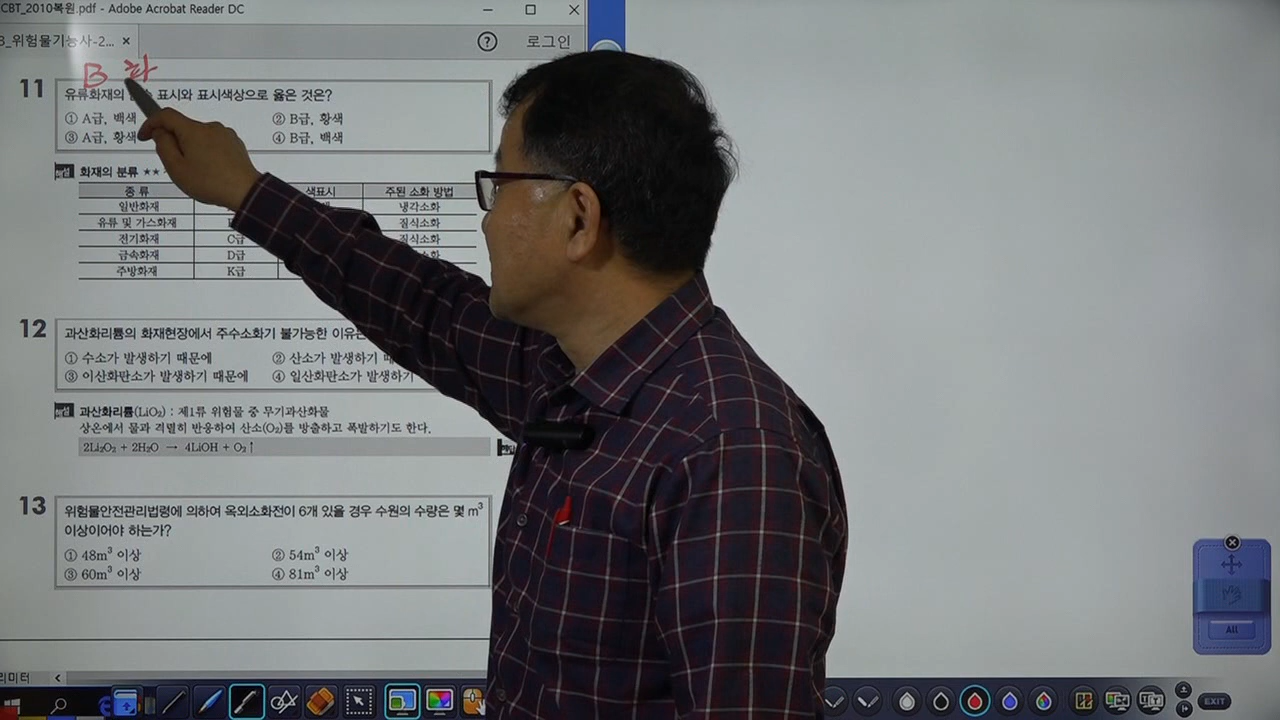 CBT_2010복원.pdf - Adobe Acrobat Reader DC
B_위험물기능사-2...
로그인
B 화
11
유류화재의 표시와 표시색상으로 옳은 것은?
① A급, 백색 ② B급, 황색
③ A급, 황색 ④ B급, 백색
해설 화재의 분류 ★★
종 류 색표시 주된 소화 방법
일반화재 냉각소화
유류 및 가스화재 질식소화
전기화재 C급 질식소화
금속화재 D급
주방화재 K급
12
과산화리튬의 화재현장에서 주수소화기 불가능한 이유는
① 수소가 발생하기 때문에 ② 산소가 발생하기
③ 이산화탄소가 발생하기 때문에 ④ 일산화탄소가 발생하기
해설 과산화리튬(LiO₂) : 제1류 위험물 중 무기과산화물
상온에서 물과 격렬히 반응하여 산소(O₂)를 방출하고 폭발하기도 한다.
2Li₂O₂ + 2H₂O → 4LiOH + O₂↑
13
위험물안전관리법령에 의하여 옥외소화전이 6개 있을 경우 수원의 수량은 몇 m³
이상이어야 하는가?
① 48m³ 이상 ② 54m³ 이상
③ 60m³ 이상 ④ 81m³ 이상
리미터
All
EXIT